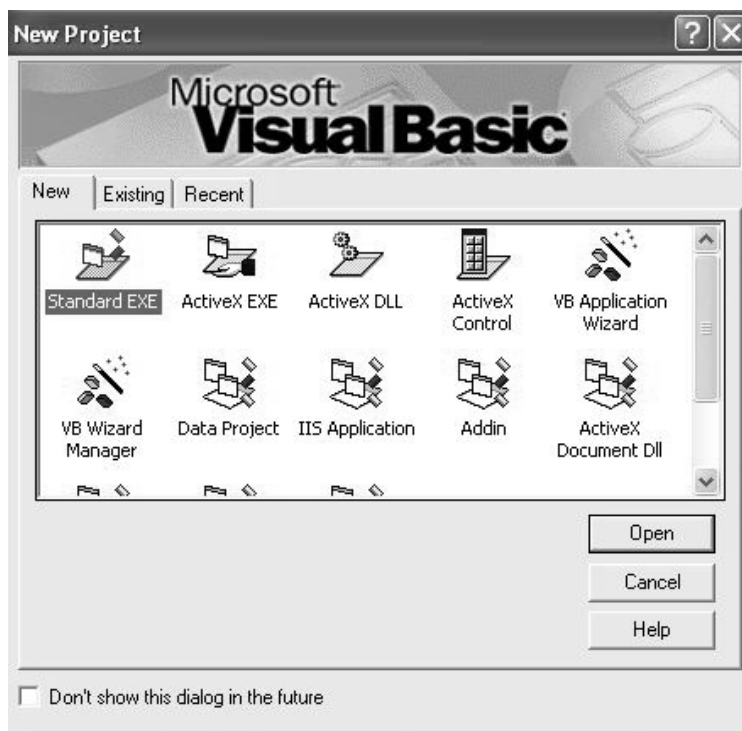 New Project
Microsoft
Visual Basic
New Existing Recent
Standard EXE ActiveX EXE ActiveX DLL ActiveX Control VB Application Wizard
VB Wizard Manager Data Project IIS Application Addin ActiveX Document Dll
Open
Cancel
Help
Don't show this dialog in the future